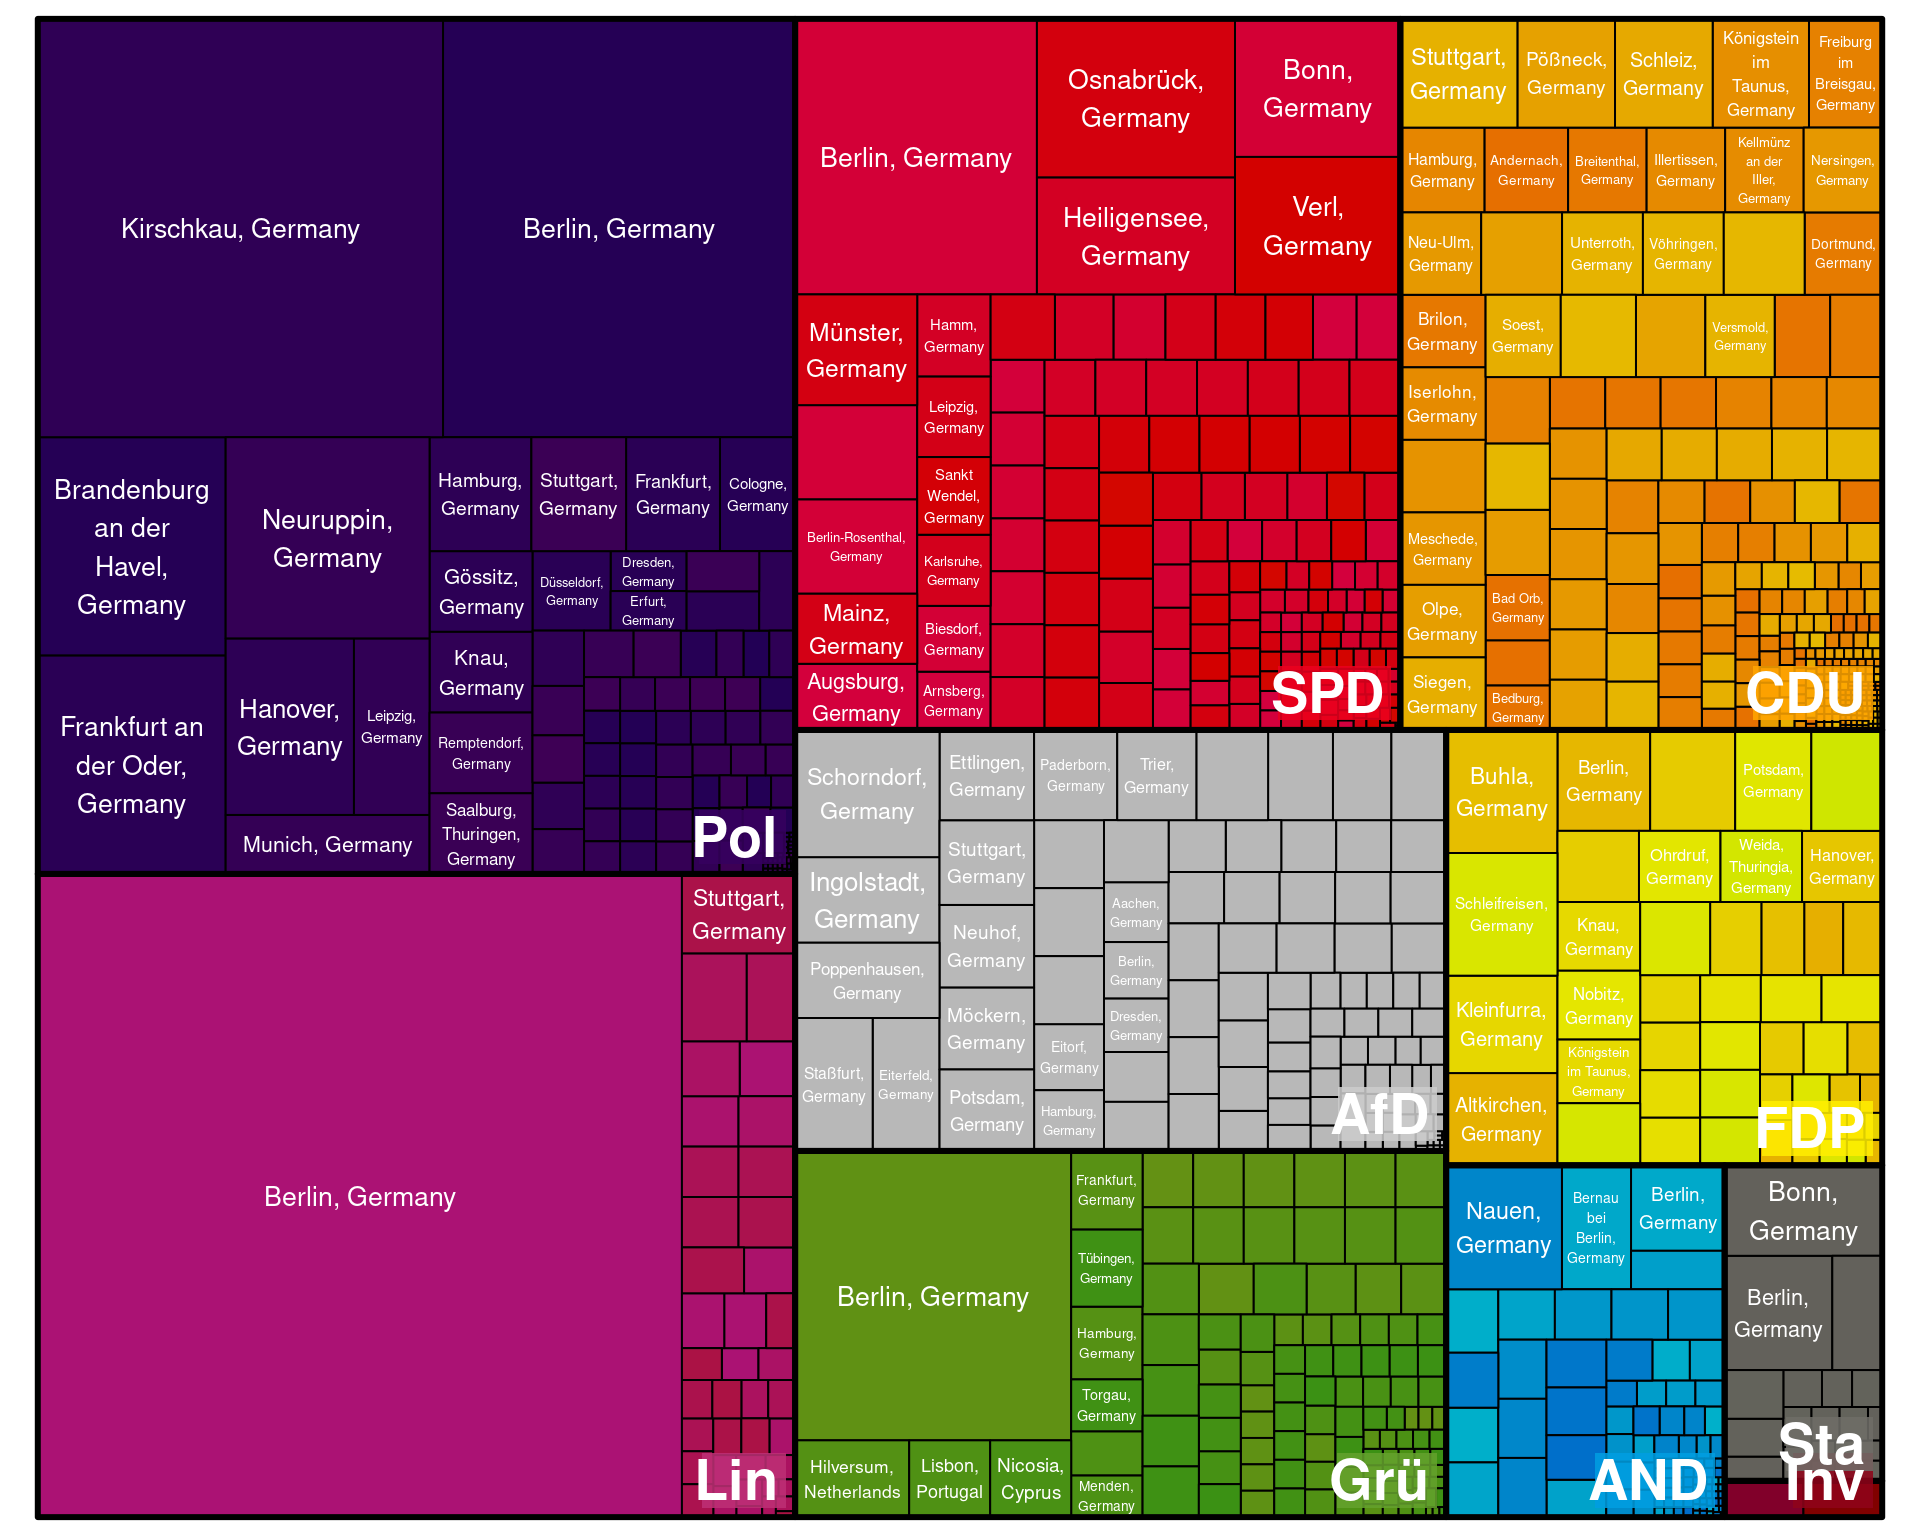 Kirschkau, Germany
Berlin, Germany
Brandenburg
an der
Havel,
Germany
Frankfurt an
der Oder,
Germany
Neuruppin,
Germany
Hanover,
Germany
Leipzig,
Germany
Munich, Germany
Hamburg,
Germany
Stuttgart,
Germany
Frankfurt,
Germany
Cologne,
Germany
Gössitz,
Germany
Düsseldorf,
Germany
Dresden,
Germany
Erfurt,
Germany
Knau,
Germany
Remptendorf,
Germany
Saalburg,
Thuringen,
Germany
Pol
Berlin, Germany
Stuttgart,
Germany
Lin
Berlin, Germany
Osnabrück,
Germany
Heiligensee,
Germany
Bonn,
Germany
Verl,
Germany
Münster,
Germany
Berlin-Rosenthal,
Germany
Mainz,
Germany
Augsburg,
Germany
Hamm,
Germany
Leipzig,
Germany
Sankt
Wendel,
Germany
Karlsruhe,
Germany
Biesdorf,
Germany
Arnsberg,
Germany
SPD
Stuttgart,
Germany
Pößneck,
Germany
Schleiz,
Germany
Königstein
im
Taunus,
Germany
Freiburg
im
Breisgau,
Germany
Hamburg,
Germany
Andernach,
Germany
Breitenthal,
Germany
Illertissen,
Germany
Kellmünz
an der
Iller,
Germany
Nersingen,
Germany
Neu-Ulm,
Germany
Unterroth,
Germany
Vöhringen,
Germany
Dortmund,
Germany
Brilon,
Germany
Iserlohn,
Germany
Meschede,
Germany
Olpe,
Germany
Siegen,
Germany
Soest,
Germany
Versmold,
Germany
Bad Orb,
Germany
Bedburg,
Germany
CDU
Schorndorf,
Germany
Ingolstadt,
Germany
Poppenhausen,
Germany
Staßfurt,
Germany
Eiterfeld,
Germany
Ettlingen,
Germany
Stuttgart,
Germany
Neuhof,
Germany
Möckern,
Germany
Potsdam,
Germany
Paderborn,
Germany
Trier,
Germany
Aachen,
Germany
Berlin,
Germany
Dresden,
Germany
Eitorf,
Germany
Hamburg,
Germany
AfD
Buhla,
Germany
Schleifreisen,
Germany
Kleinfurra,
Germany
Altkirchen,
Germany
Berlin,
Germany
Potsdam,
Germany
Ohrdruf,
Germany
Weida,
Thuringia,
Germany
Hanover,
Germany
Knau,
Germany
Nobitz,
Germany
Königstein
im Taunus,
Germany
FDP
Berlin, Germany
Hilversum,
Netherlands
Lisbon,
Portugal
Nicosia,
Cyprus
Frankfurt,
Germany
Tübingen,
Germany
Hamburg,
Germany
Torgau,
Germany
Menden,
Germany
Grü
Nauen,
Germany
Bernau
bei
Berlin,
Germany
Berlin,
Germany
AND
Bonn,
Germany
Berlin,
Germany
Sta
Inv